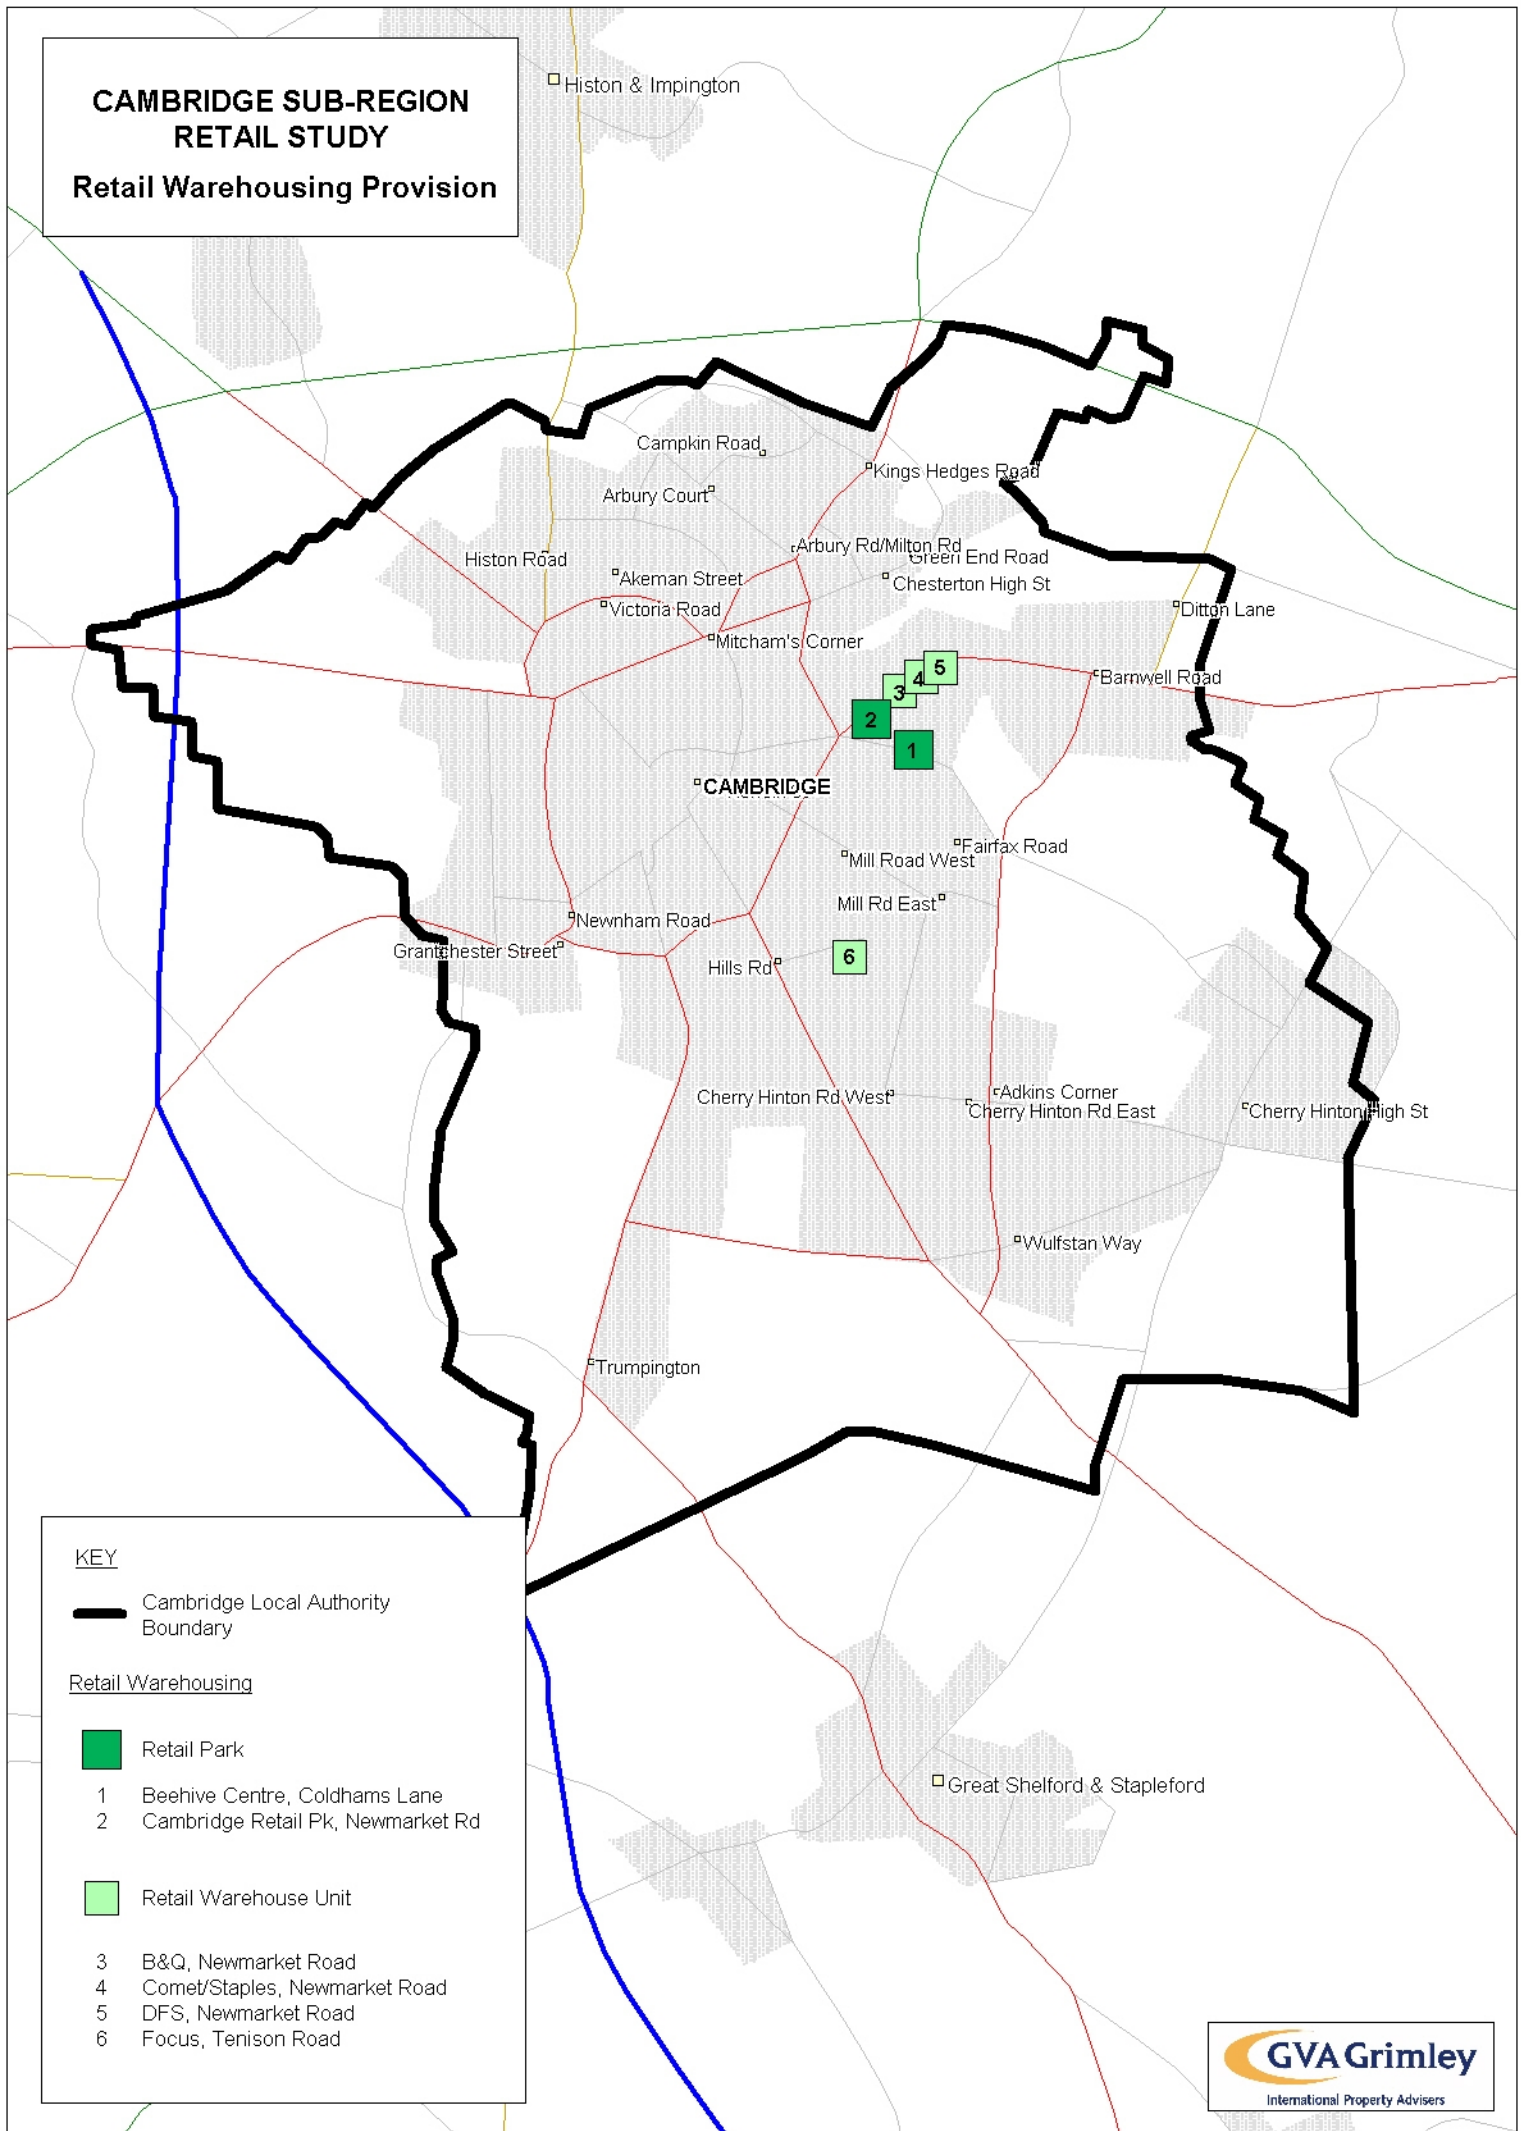 CAMBRIDGE SUB-REGION
RETAIL STUDY
Retail Warehousing Provision
Histon & Impington
Campkin Road
Kings Hedges Road
Arbury Court
Arbury Rd/Milton Rd
Green End Road
Histon Road
Akeman Street
Chesterton High St
Victoria Road
Ditton Lane
Mitcham's Corner
5
4
3
Barnwell Road
2
1
CAMBRIDGE
Fairfax Road
Mill Road West
Mill Rd East
Newnham Road
Grantchester Street
Hills Rd
6
Cherry Hinton Rd West
Adkins Corner
Cherry Hinton Rd East
Cherry Hinton High St
Wulfstan Way
Trumpington
Great Shelford & Stapleford
KEY
Cambridge Local Authority
Boundary
Retail Warehousing
Retail Park
1 Beehive Centre, Coldhams Lane
2 Cambridge Retail Pk, Newmarket Rd
Retail Warehouse Unit
3 B&Q, Newmarket Road
4 Comet/Staples, Newmarket Road
5 DFS, Newmarket Road
6 Focus, Tenison Road
GVA Grimley
International Property Advisers